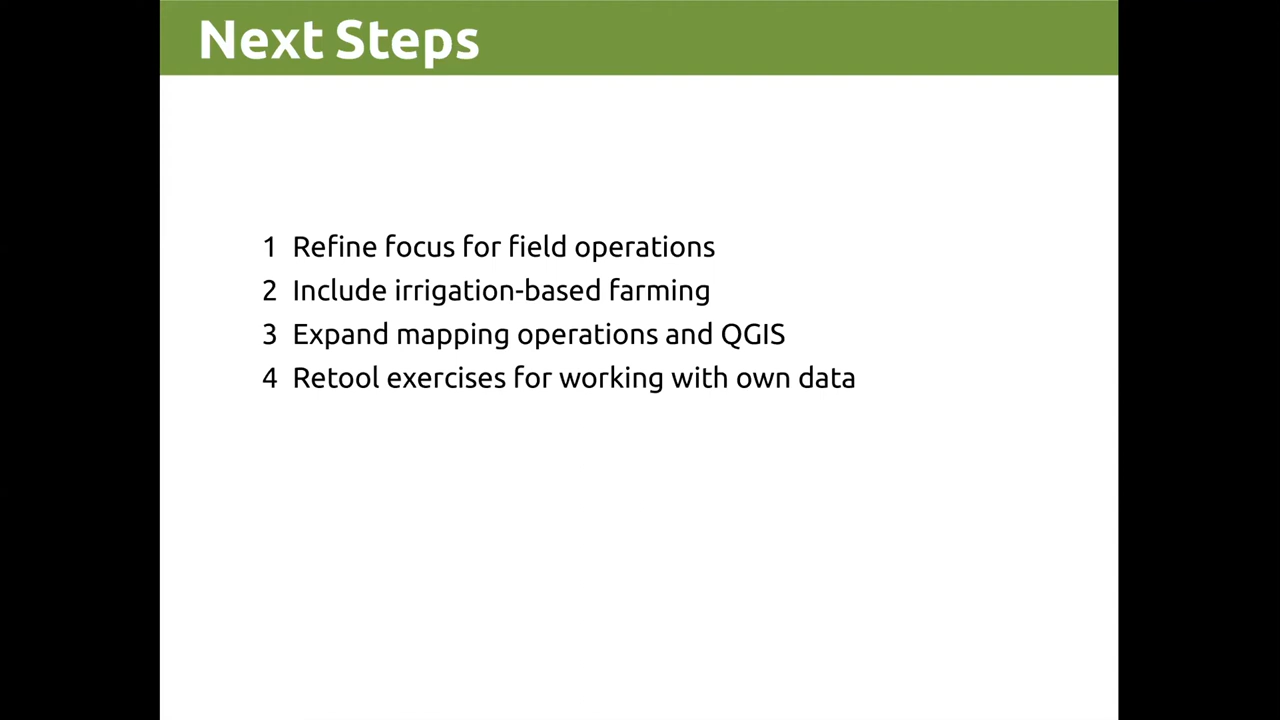 Next Steps
1 Refine focus for field operations
2 Include irrigation-based farming
3 Expand mapping operations and QGIS
4 Retool exercises for working with own data